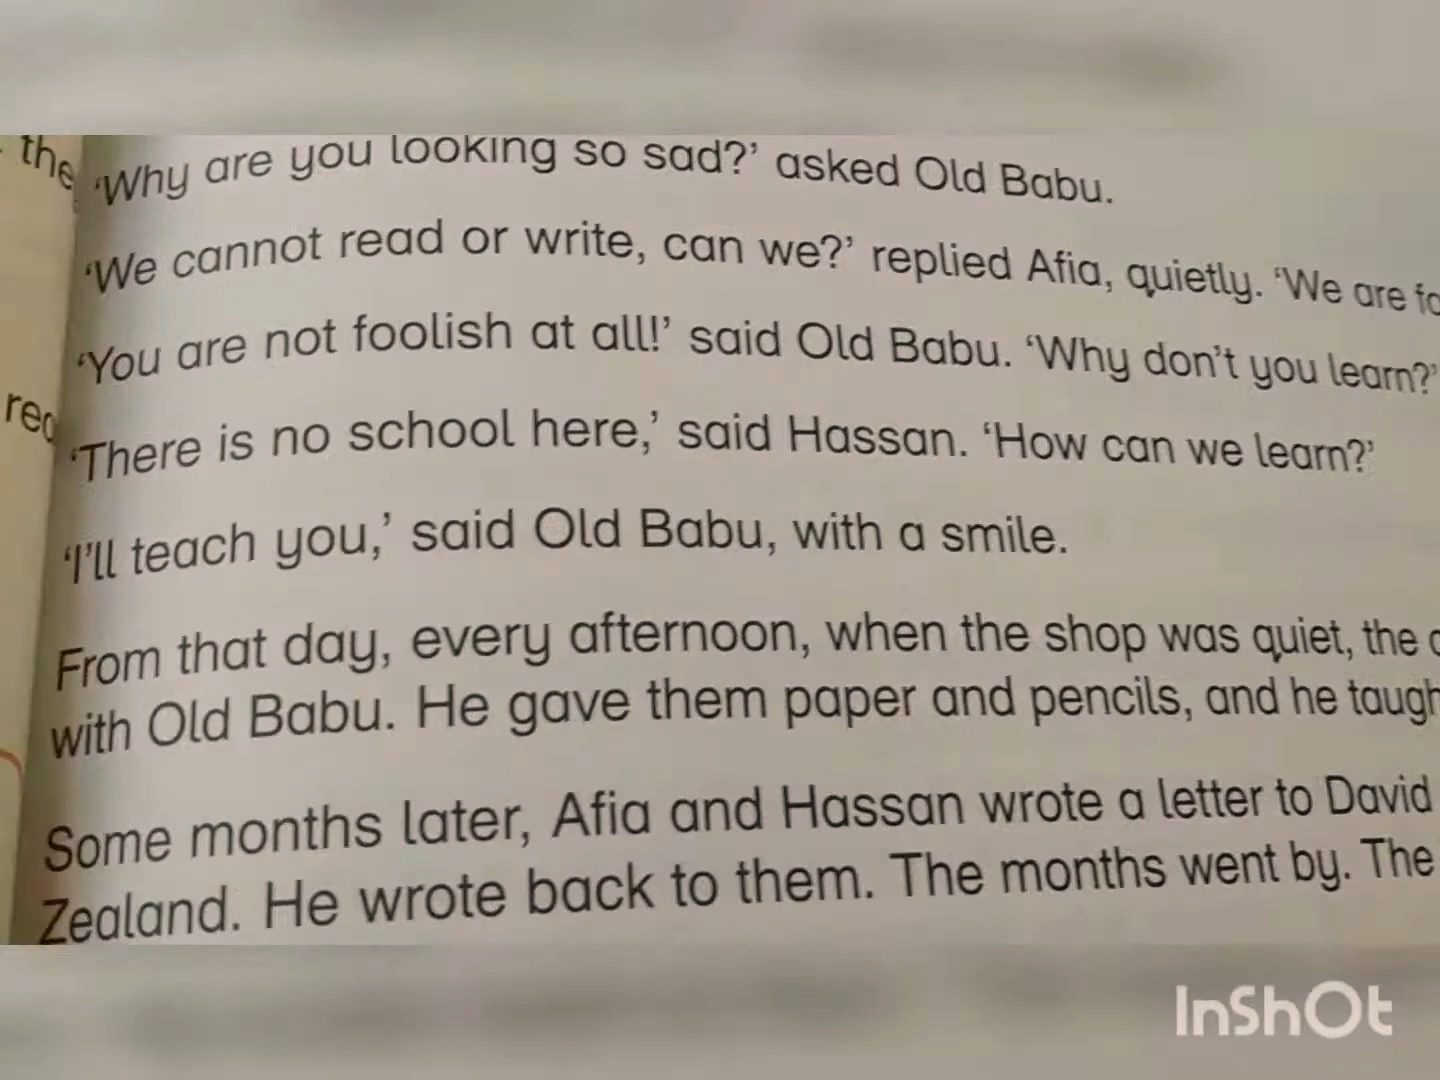 the
'Why are you looking so sad?' asked Old Babu.
'We cannot read or write, can we?' replied Afia, quietly. 'We are
'You are not foolish at all!' said Old Babu. 'Why don't you learn?'
'There is no school here,' said Hassan. 'How can we learn?'
'I'll teach you,' said Old Babu, with a smile.
From that day, every afternoon, when the shop was quiet, the
with Old Babu. He gave them paper and pencils, and he
Some months later, Afia and Hassan wrote a letter to David
Zealand. He wrote back to them. The months went by. The
InShOt